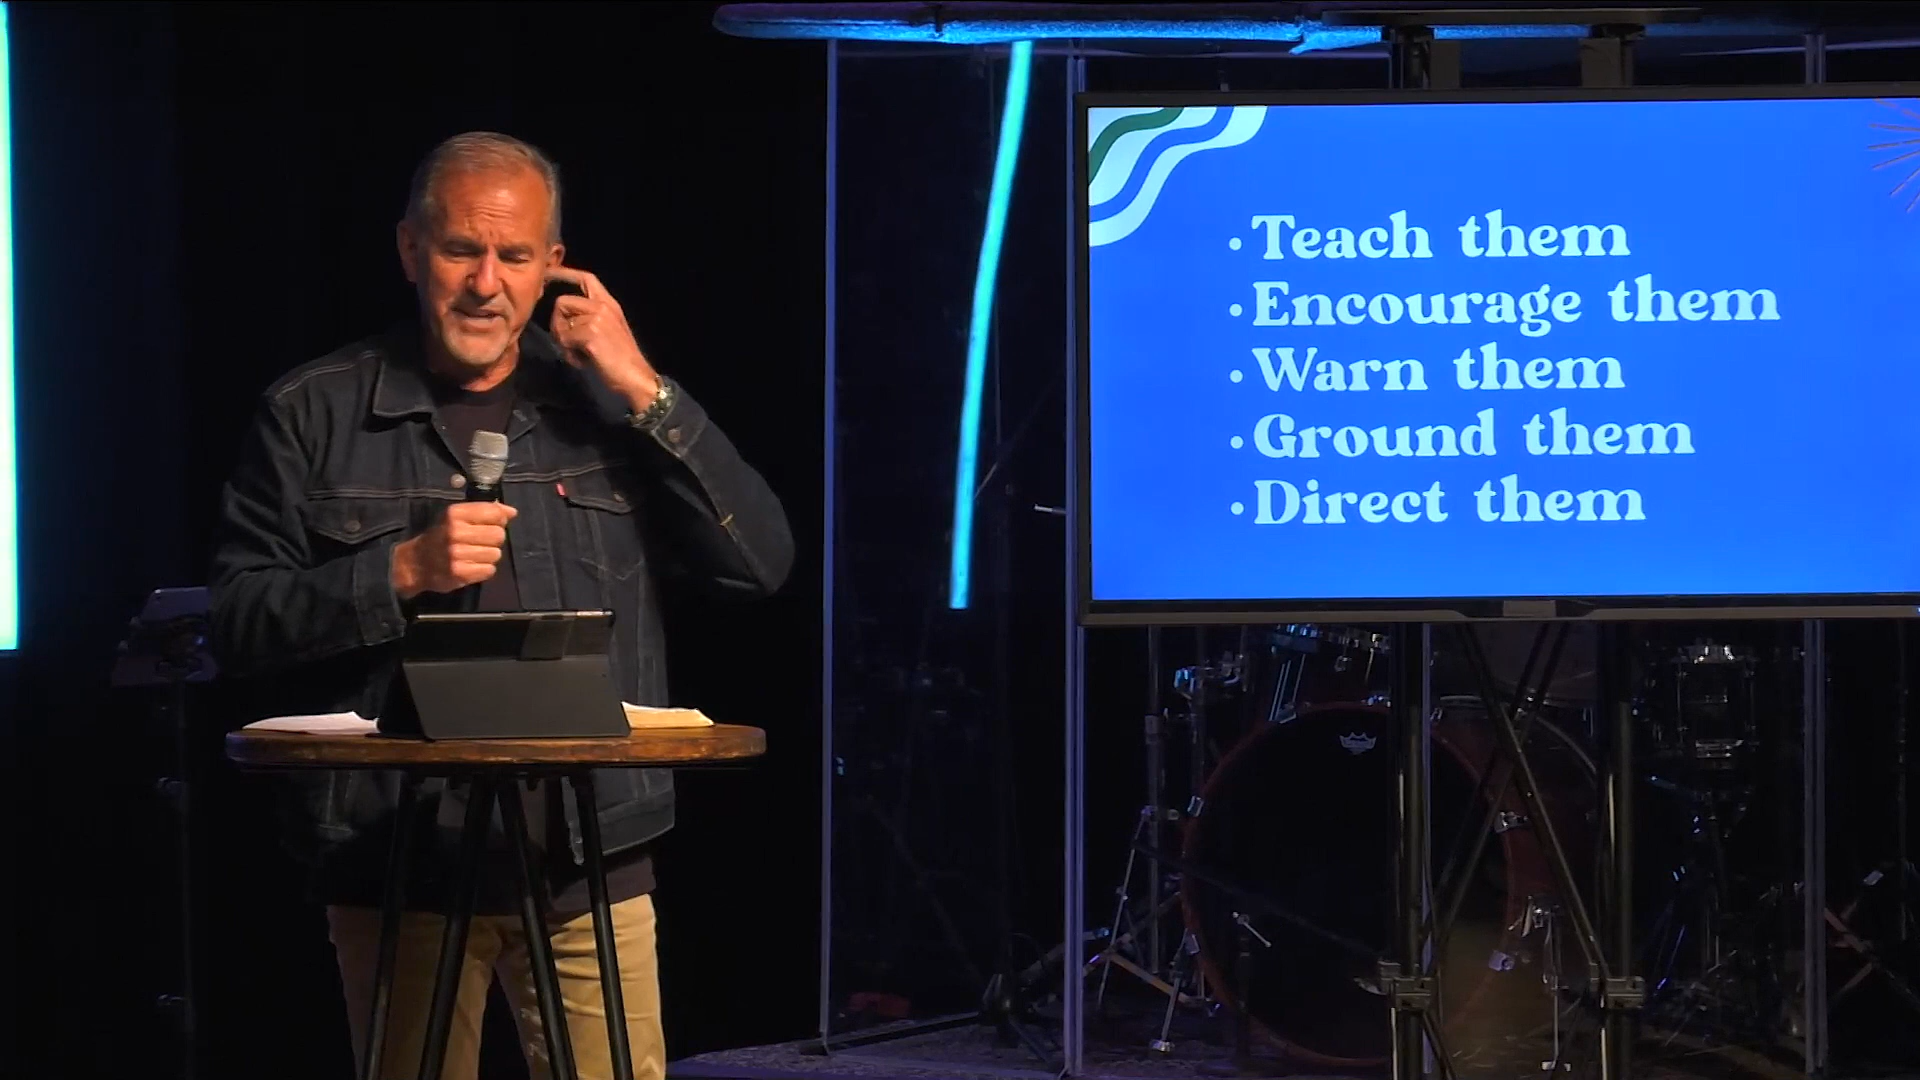 • Teach them
• Encourage them
• Warn them
• Ground them
• Direct them